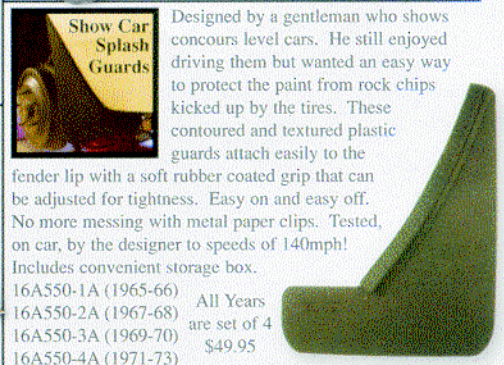 Show Car
Splash
Guards
Designed by a gentleman who shows
concours level cars. He still enjoyed
driving them but wanted an easy way
to protect the paint from rock chips
kicked up by the tires. These
contoured and textured plastic
guards attach easily to the
fender lip with a soft rubber coated grip that can
be adjusted for tightness. Easy on and easy off.
No more messing with metal paper clips. Tested,
on car, by the designer to speeds of 140mph!
Includes convenient storage box.
16A550-1A (1965-66)
16A550-2A (1967-68)
16A550-3A (1969-70)
16A550-4A (1971-73)
All Years
are set of 4
$49.95